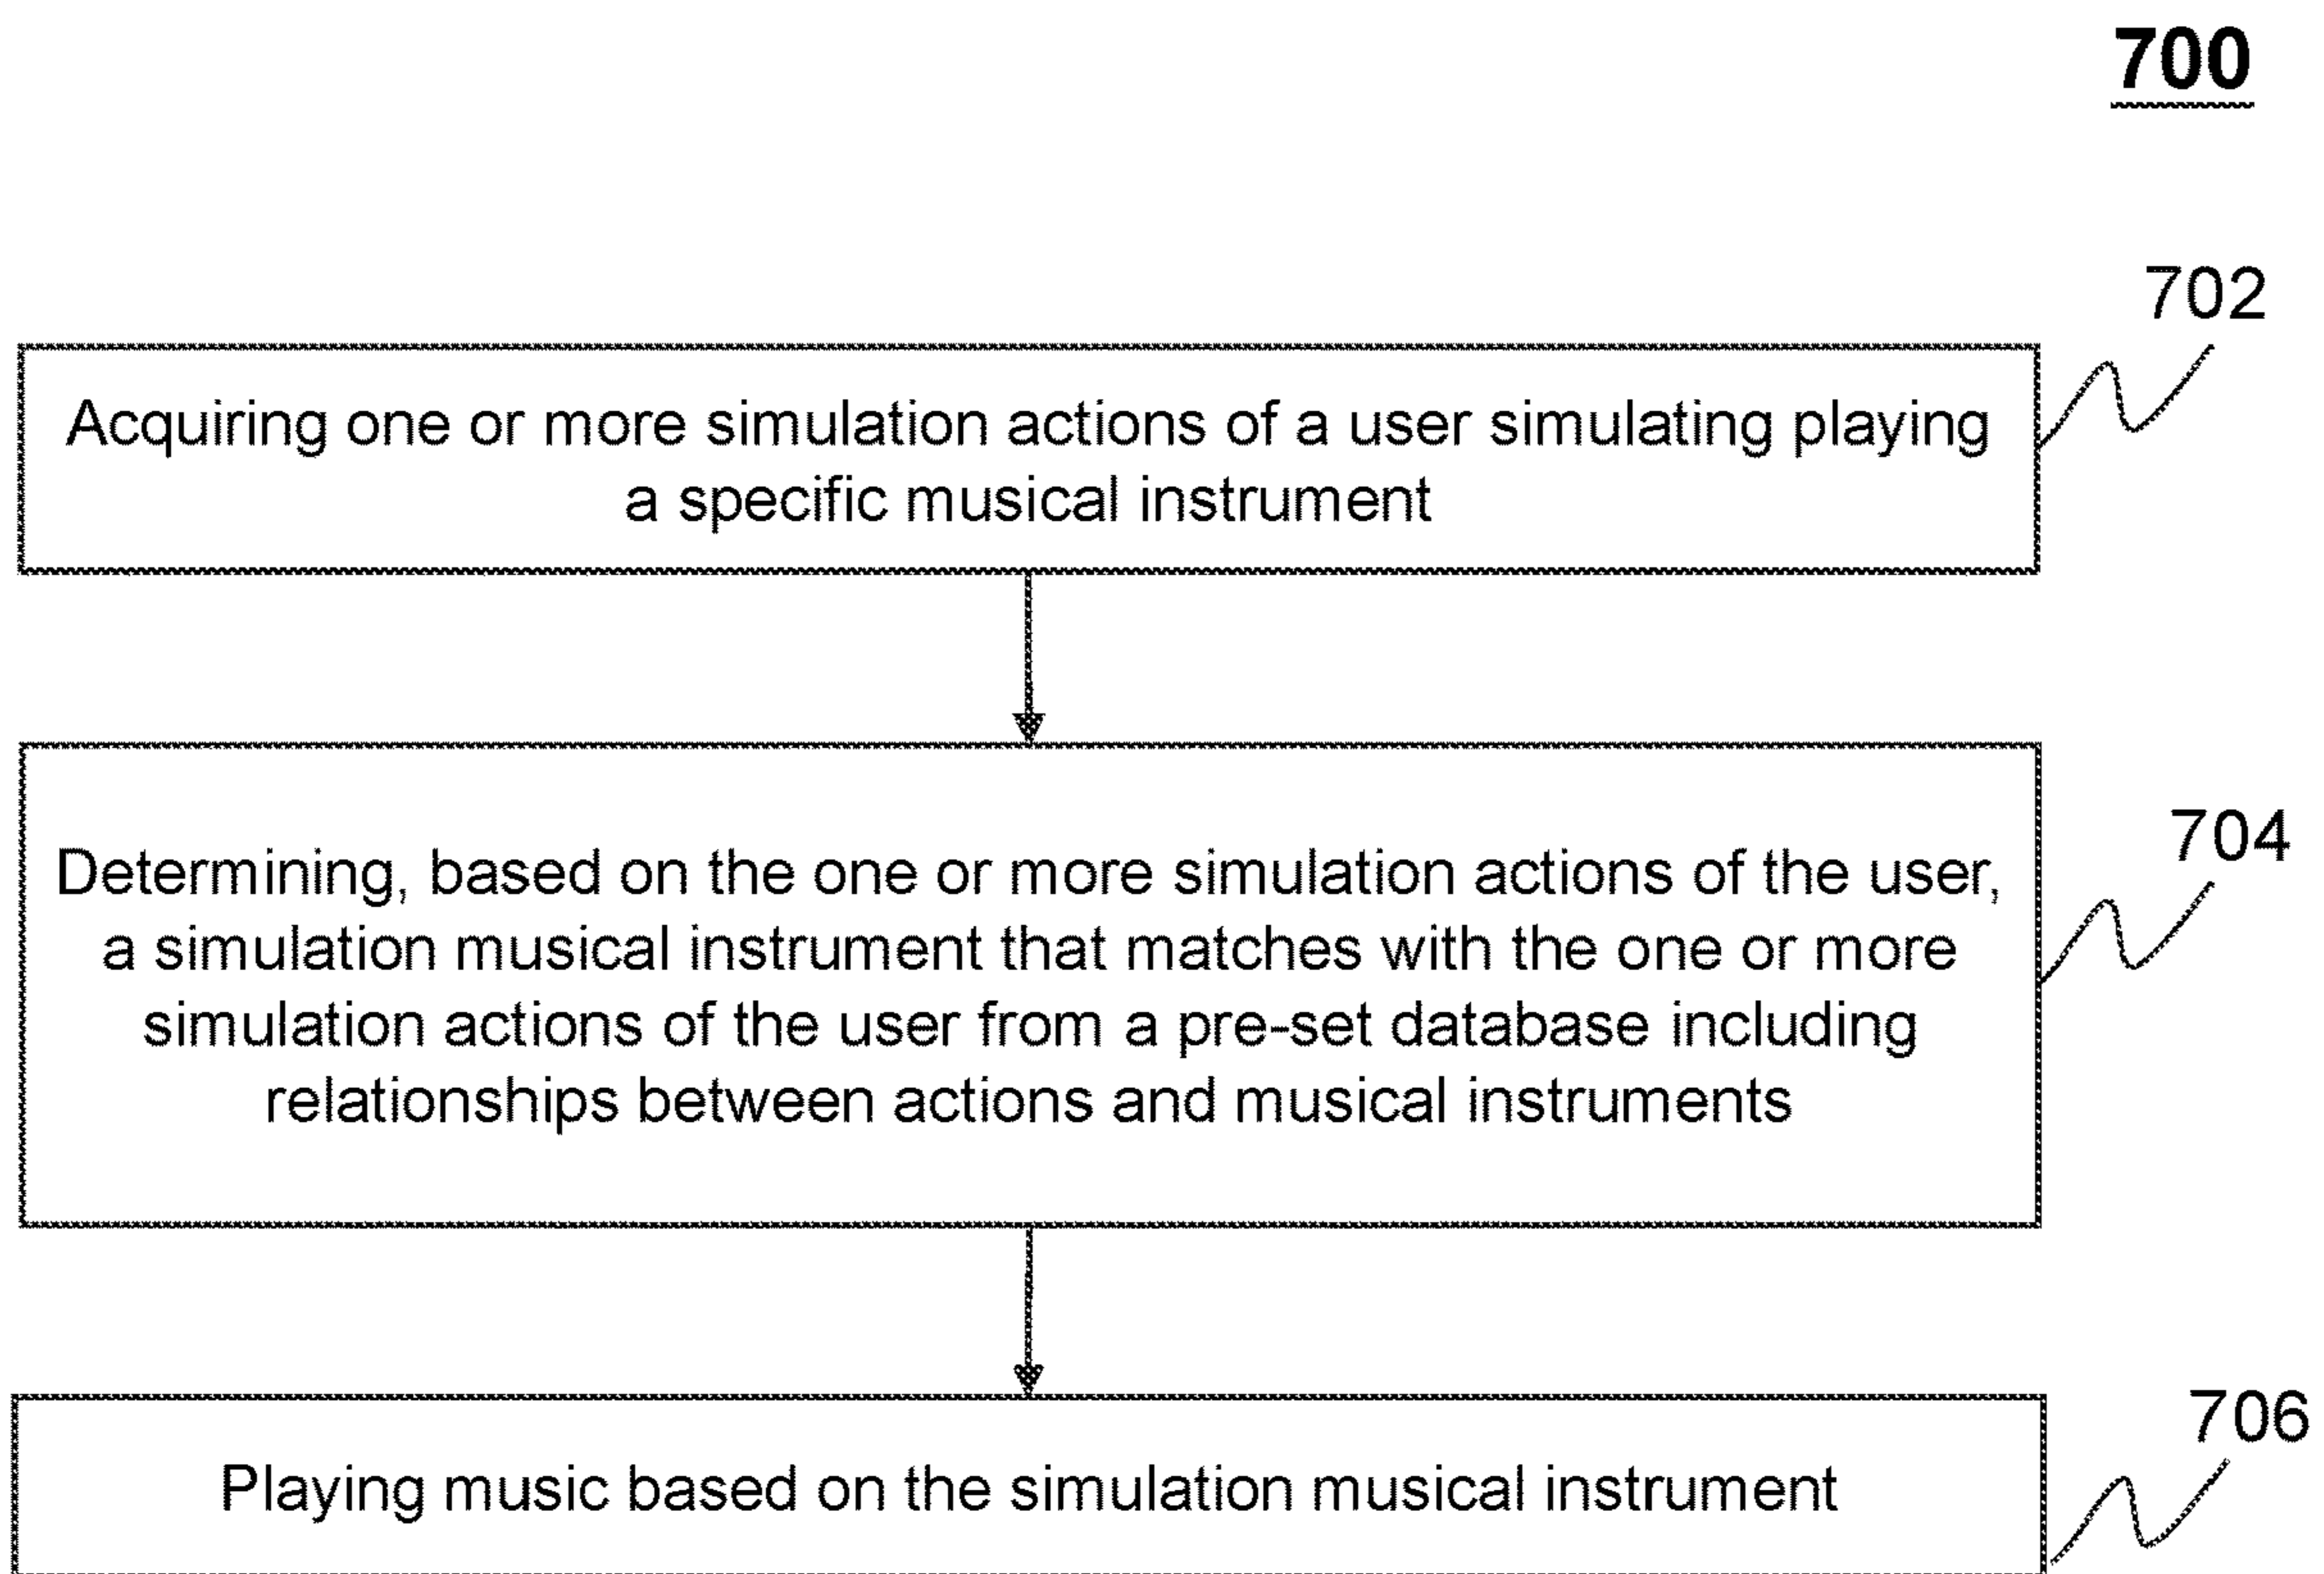 700
702
Acquiring one or more simulation actions of a user simulating playing
a specific musical instrument
704
Determining, based on the one or more simulation actions of the user,
a simulation musical instrument that matches with the one or more
simulation actions of the user from a pre-set database including
relationships between actions and musical instruments
706
Playing music based on the simulation musical instrument